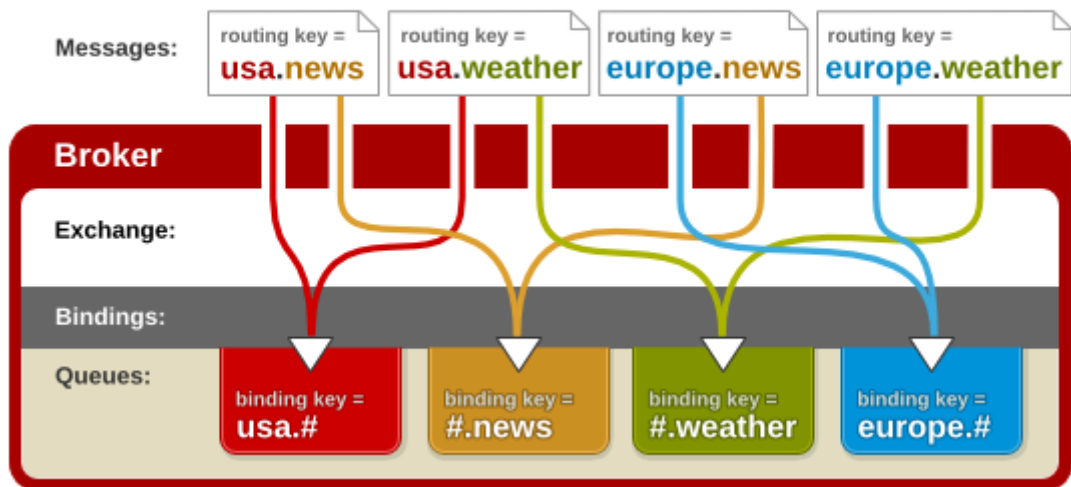 Messages:
routing key =
usa.news
routing key =
usa.weather
routing key =
europe.news
routing key =
europe.weather
Broker
Exchange:
Bindings:
Queues:
binding key =
usa.#
binding key =
#.news
binding key =
#.weather
binding key =
europe.#